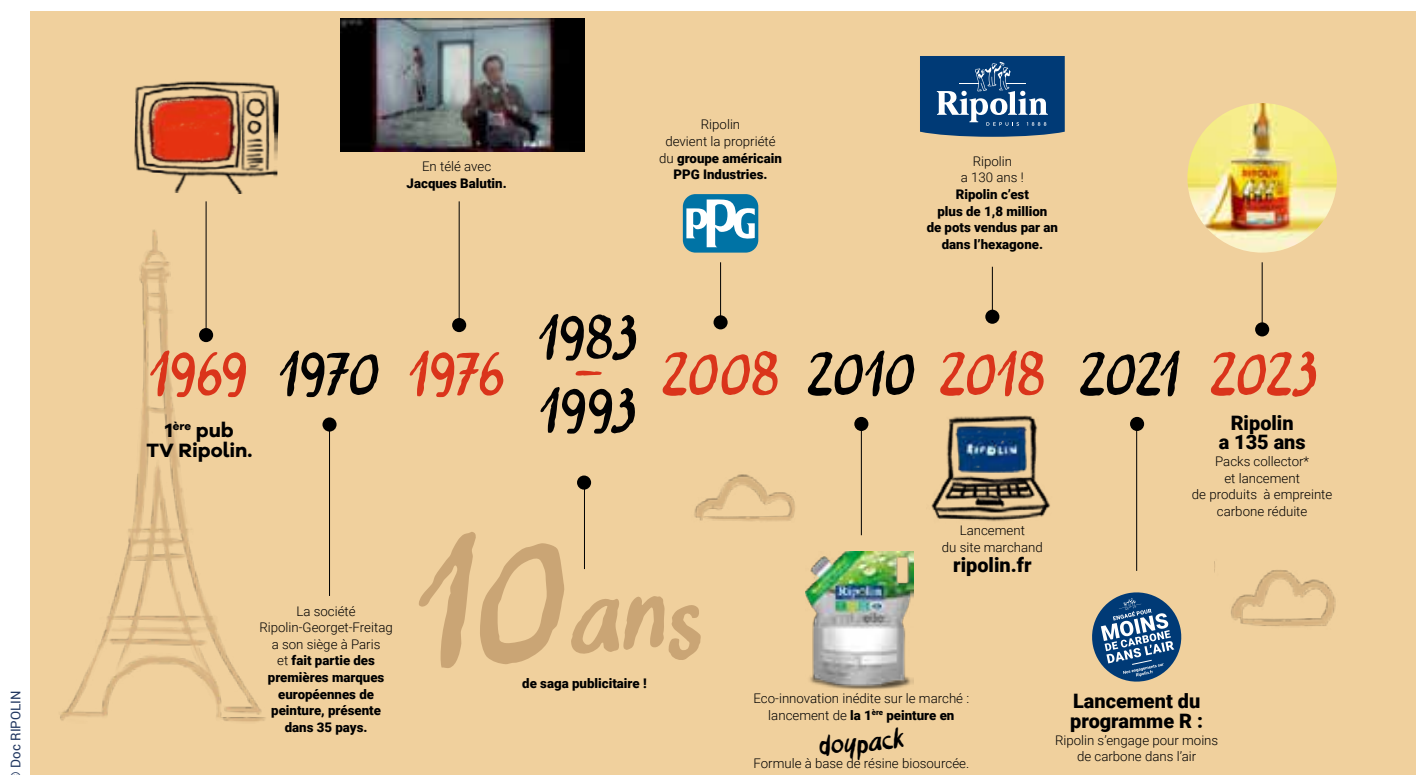 1969
1ère pub
TV Ripolin.
1970
La société
Ripolin-Georget-Freitag
a son siège à Paris
et fait partie des
premières marques
européennes de
peinture, présente
dans 35 pays.
En télé avec
Jacques Balutin.
1976
1983
–
1993
10 ans
de saga publicitaire !
Ripolin
devient la propriété
du groupe américain
PPG Industries.
PPG
2008
2010
Ripolin
Eco-innovation inédite sur le marché :
lancement de la 1ère peinture en
doypack
Formule à base de résine biosourcée.
Ripolin
DEPUIS 1888
Ripolin
a 130 ans !
Ripolin c'est
plus de 1,8 million
de pots vendus par an
dans l'hexagone.
2018
RIPOLIN
Lancement
du site marchand
ripolin.fr
2021
ENGAGÉ POUR
MOINS
DE CARBONE
DANS L'AIR
Nos engagements sur
Ripolin.fr
Lancement du
programme R :
Ripolin s'engage pour moins
de carbone dans l'air
RIPOLIN
2023
Ripolin
a 135 ans
Packs collector*
et lancement
de produits à empreinte
carbone réduite
© Doc RIPOLIN